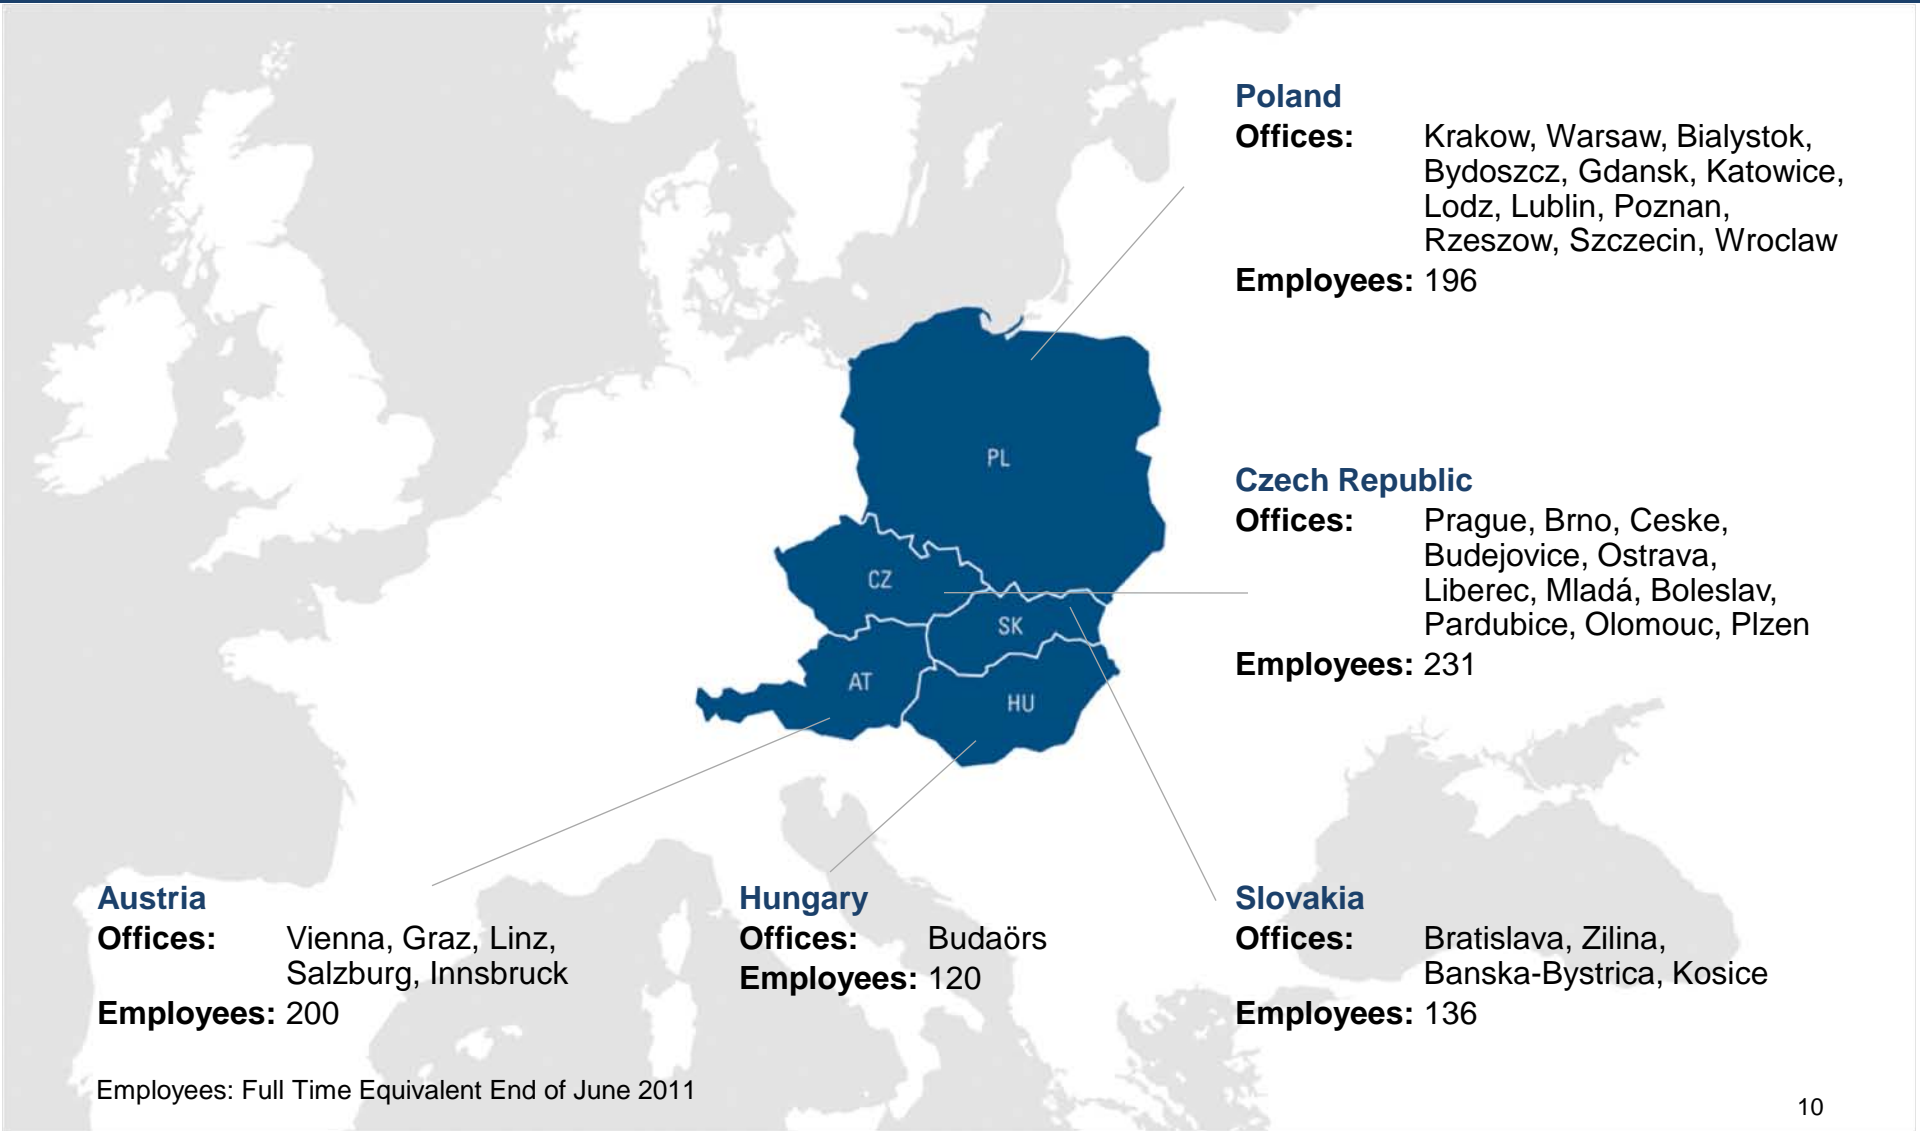 Poland
Offices: Krakow, Warsaw, Bialystok,
Bydoszcz, Gdansk, Katowice,
Lodz, Lublin, Poznan,
Rzeszow, Szczecin, Wroclaw
Employees: 196
PL
CZ
SK
AT
HU
Czech Republic
Offices: Prague, Brno, Ceske,
Budejovice, Ostrava,
Liberec, Mladá, Boleslav,
Pardubice, Olomouc, Plzen
Employees: 231
Austria
Offices: Vienna, Graz, Linz,
Salzburg, Innsbruck
Employees: 200
Hungary
Offices: Budaörs
Employees: 120
Slovakia
Offices: Bratislava, Zilina,
Banska-Bystrica, Kosice
Employees: 136
Employees: Full Time Equivalent End of June 2011
10